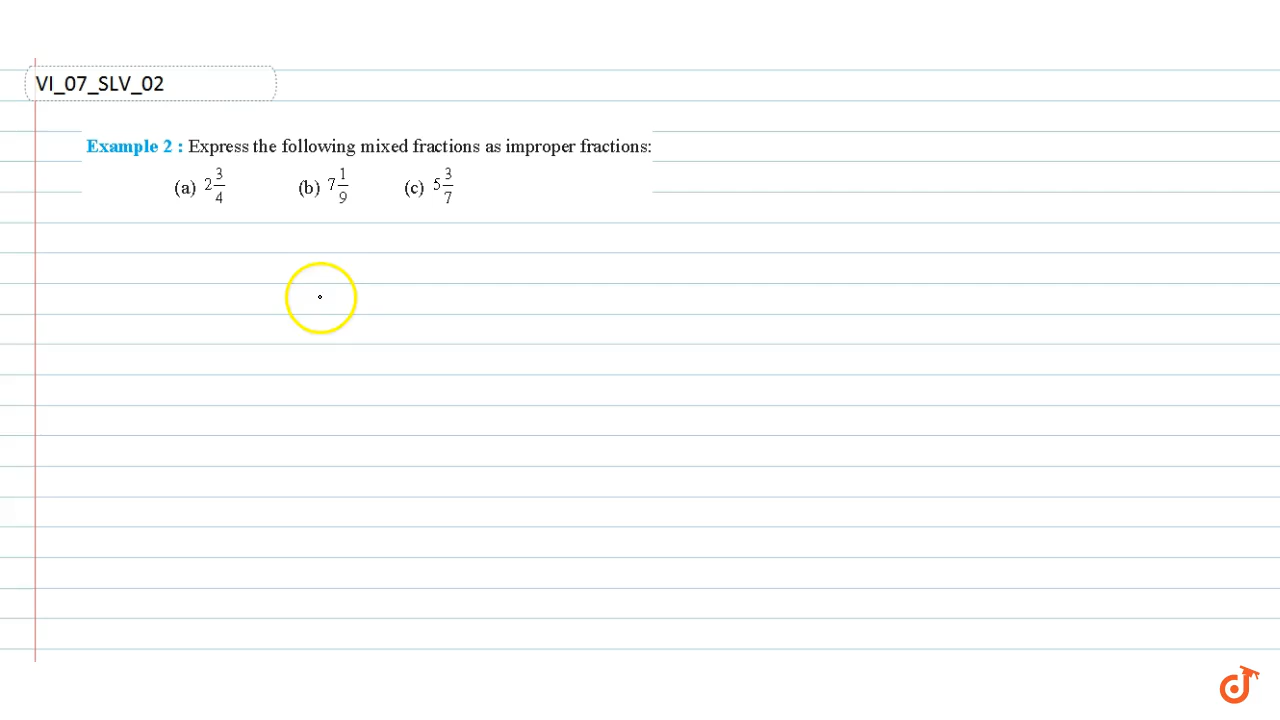 VI_07_SLV_02
Example 2 : Express the following mixed fractions as improper fractions:
(a) 2 3/4 (b) 7 1/9 (c) 5 3/7